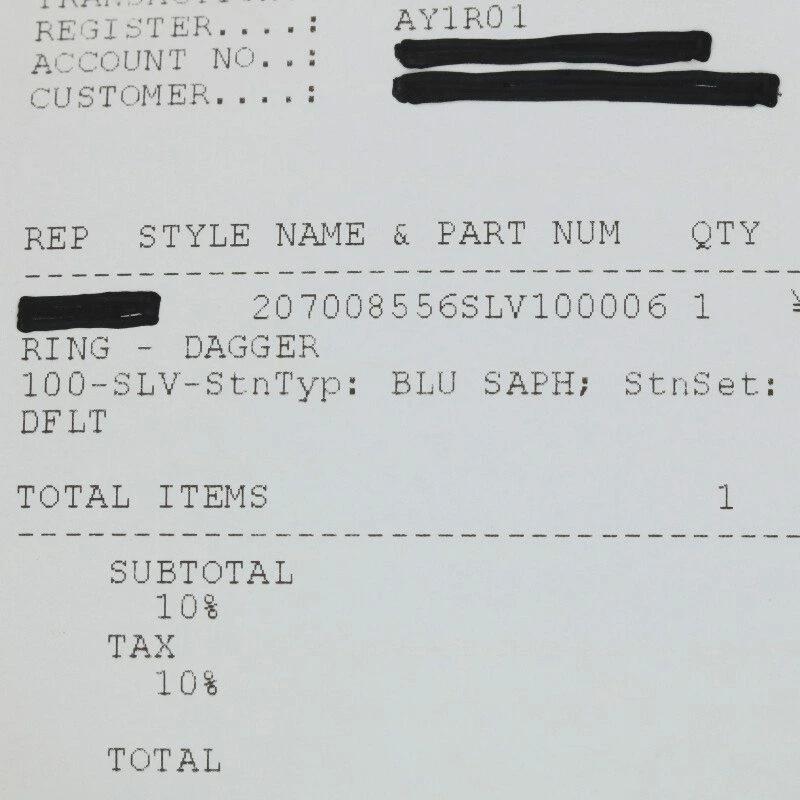 TRANSACTION
REGISTER....: AY1R01
ACCOUNT NO..:
CUSTOMER....:
REP STYLE NAME & PART NUM QTY
207008556SLV100006 1 ¥
RING - DAGGER
100-SLV-StnTyp: BLU SAPH; StnSet:
DFLT
TOTAL ITEMS 1
SUBTOTAL
10%
TAX
10%
TOTAL